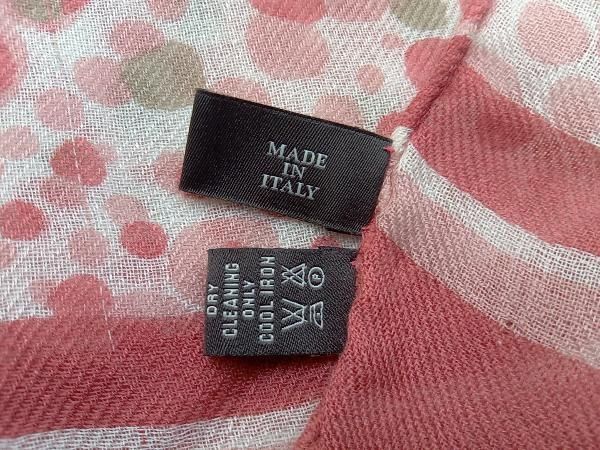 MADE
IN
ITALY
DRY
CLEANING
ONLY
COOL IRON
P